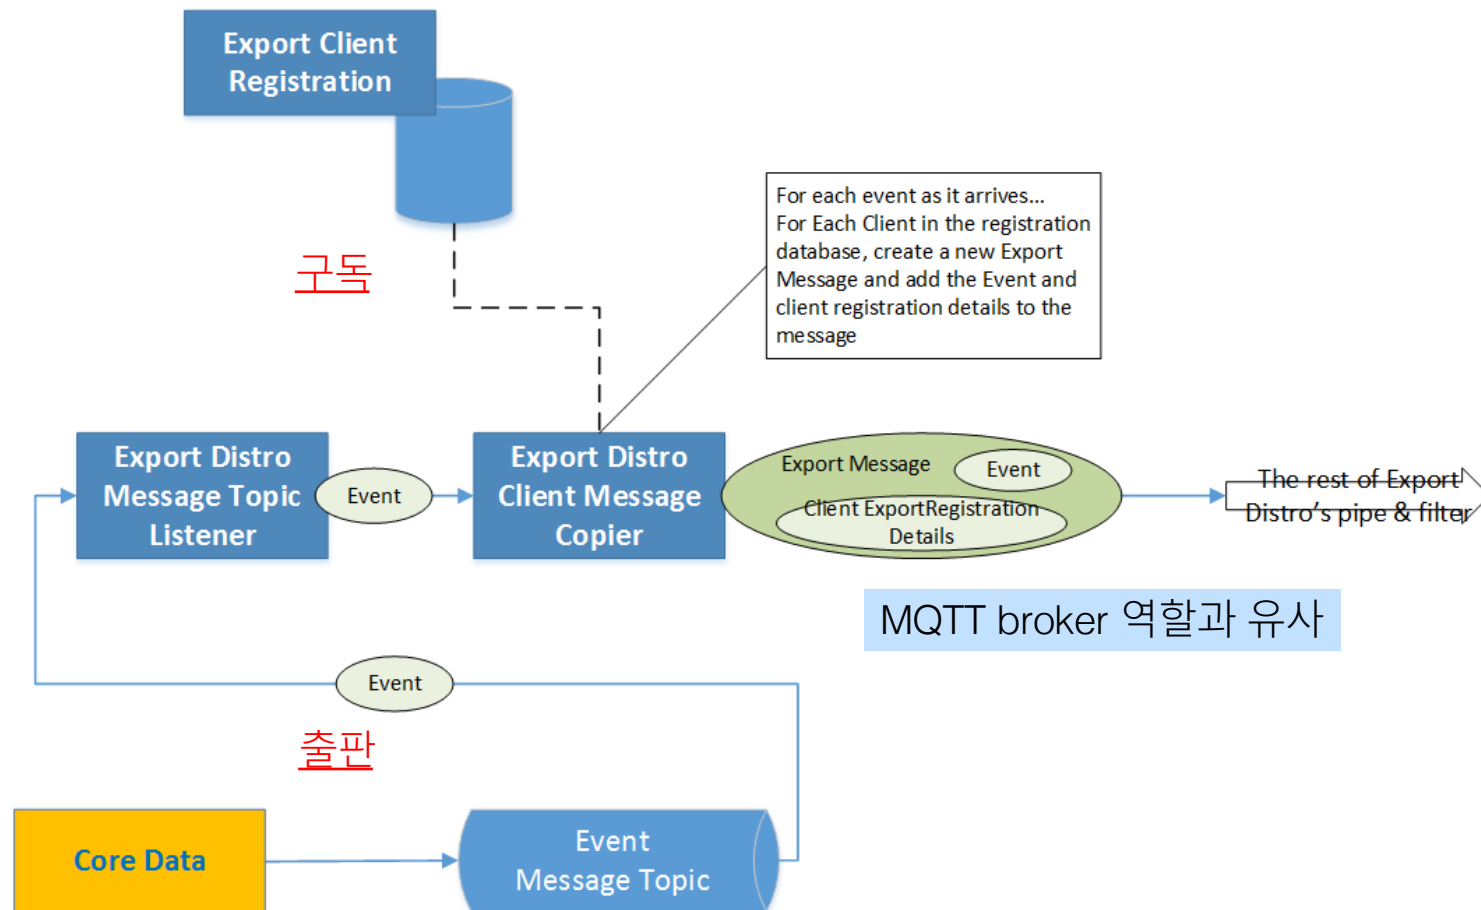 Export Client
Registration
For each event as it arrives...
For Each Client in the registration
database, create a new Export
Message and add the Event and
client registration details to the
message
구독
Export Distro
Message Topic
Listener
Event
Export Distro
Client Message
Copier
Export Message
Event
Client ExportRegistration
Details
The rest of Export
Distro's pipe & filter
MQTT broker 역할과 유사
Event
출판
Core Data
Event
Message Topic